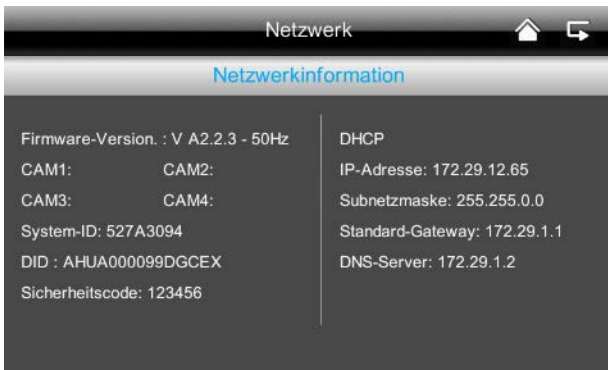 Netzwerk
Netzwerkinformation
Firmware-Version. : V A2.2.3 - 50Hz
CAM1: CAM2:
CAM3: CAM4:
System-ID: 527A3094
DID : AHUA000099DGCEX
Sicherheitscode: 123456
DHCP
IP-Adresse: 172.29.12.65
Subnetzmaske: 255.255.0.0
Standard-Gateway: 172.29.1.1
DNS-Server: 172.29.1.2